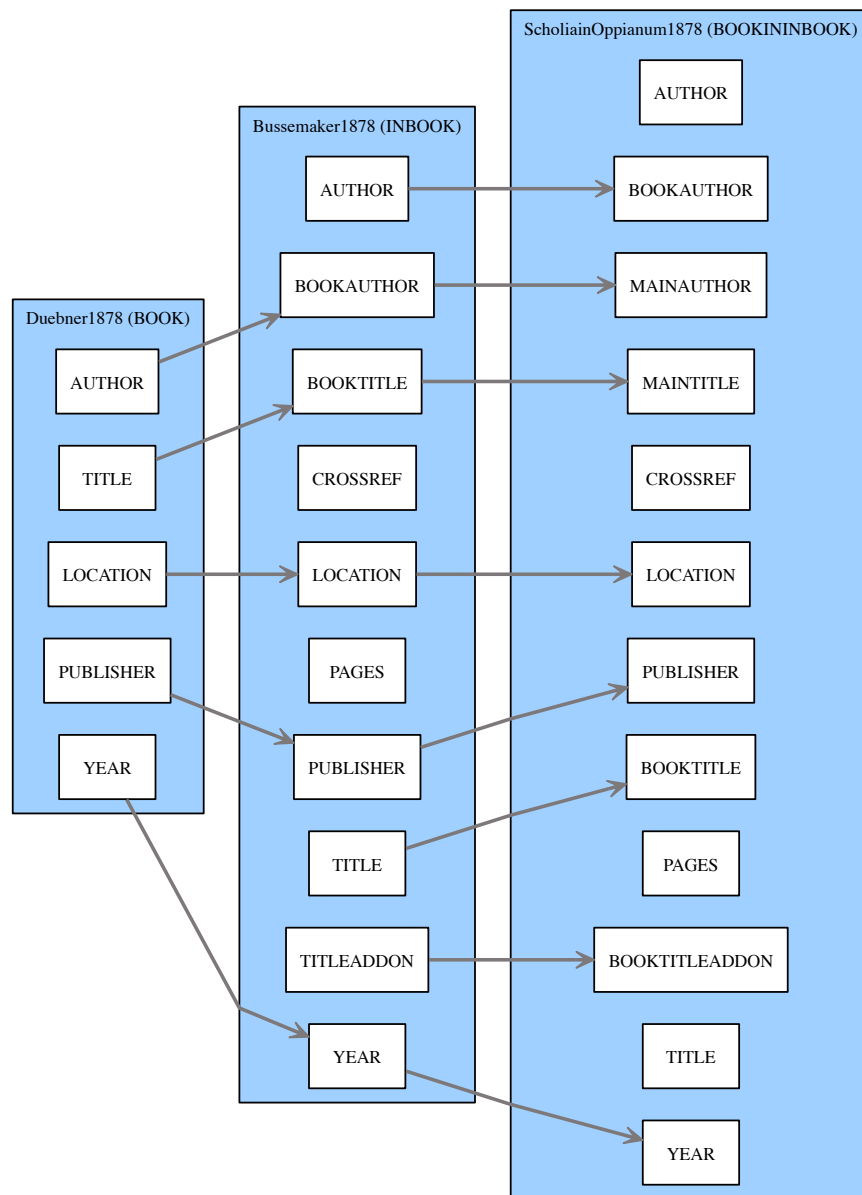 Duebner1878 (BOOK)
AUTHOR
TITLE
LOCATION
PUBLISHER
YEAR
Bussemaker1878 (INBOOK)
AUTHOR
BOOKAUTHOR
BOOKTITLE
CROSSREF
LOCATION
PAGES
PUBLISHER
TITLE
TITLEADDON
YEAR
ScholiainOppianum1878 (BOOKININBOOK)
AUTHOR
BOOKAUTHOR
MAINAUTHOR
MAINTITLE
CROSSREF
LOCATION
PUBLISHER
BOOKTITLE
PAGES
BOOKTITLEADDON
TITLE
YEAR